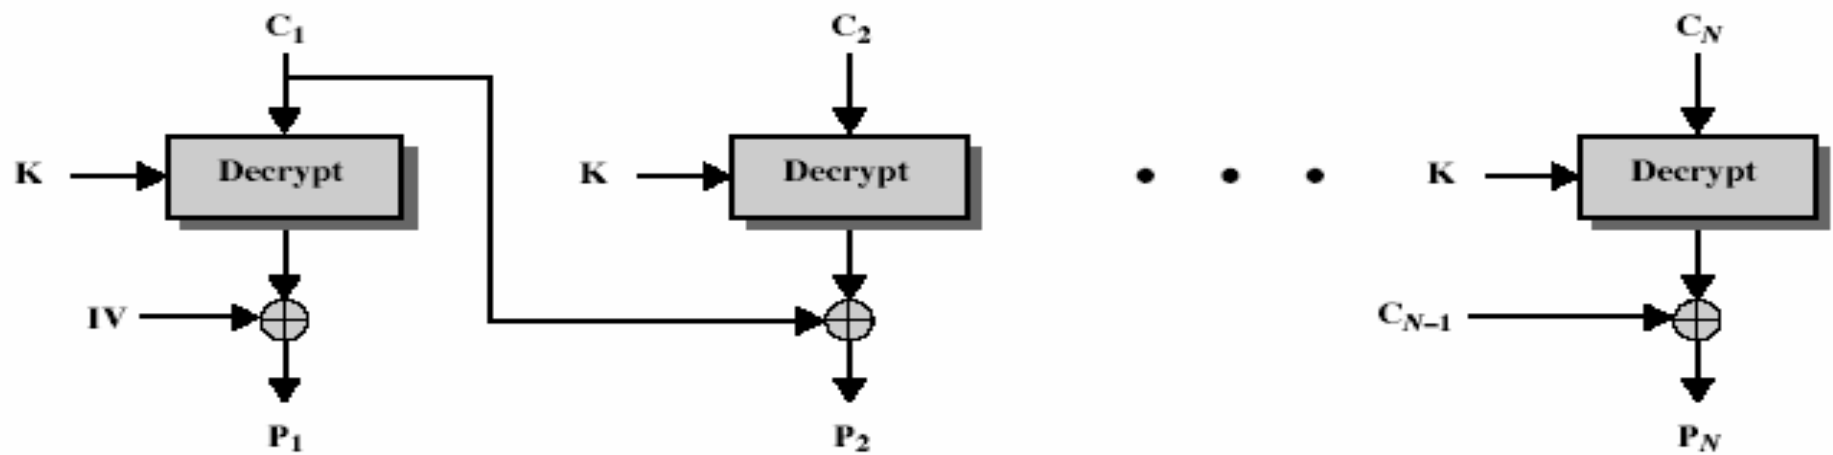 C1 C2 CN
K Decrypt K Decrypt • • • K Decrypt
IV CN−1
P1 P2 PN